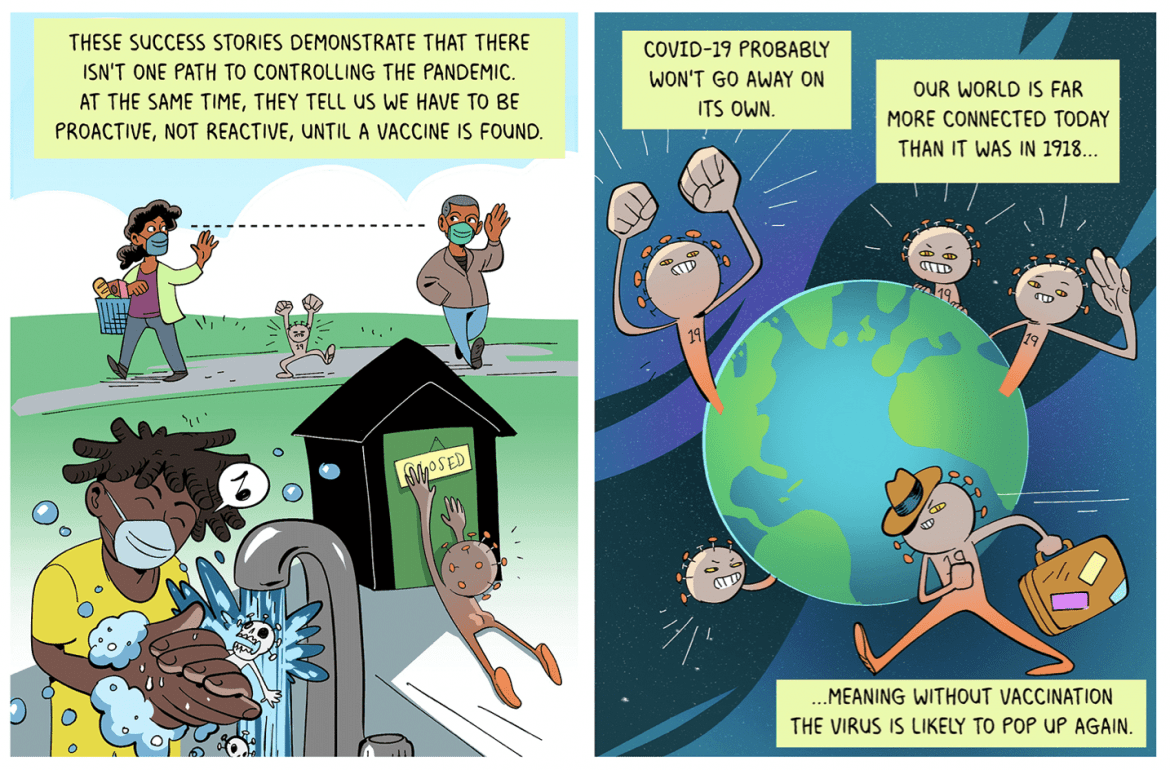 THESE SUCCESS STORIES DEMONSTRATE THAT THERE
ISN'T ONE PATH TO CONTROLLING THE PANDEMIC.
AT THE SAME TIME, THEY TELL US WE HAVE TO BE
PROACTIVE, NOT REACTIVE, UNTIL A VACCINE IS FOUND.
19
CLOSED
COVID-19 PROBABLY
WON'T GO AWAY ON
ITS OWN.
OUR WORLD IS FAR
MORE CONNECTED TODAY
THAN IT WAS IN 1918...
19
19
19
19
...MEANING WITHOUT VACCINATION
THE VIRUS IS LIKELY TO POP UP AGAIN.